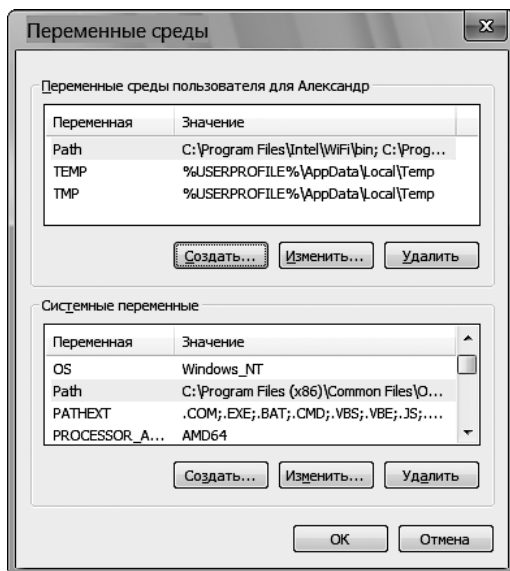 Переменные среды
Переменные среды пользователя для Александр
Переменная Значение
Path C:\Program Files\Intel\WiFi\bin; C:\Prog...
TEMP %USERPROFILE%\AppData\Local\Temp
TMP %USERPROFILE%\AppData\Local\Temp
Создать... Изменить... Удалить
Системные переменные
Переменная Значение
OS Windows_NT
Path C:\Program Files (x86)\Common Files\O...
PATHEXT .COM;.EXE;.BAT;.CMD;.VBS;.VBE;.JS;....
PROCESSOR_A... AMD64
Создать... Изменить... Удалить
OK Отмена